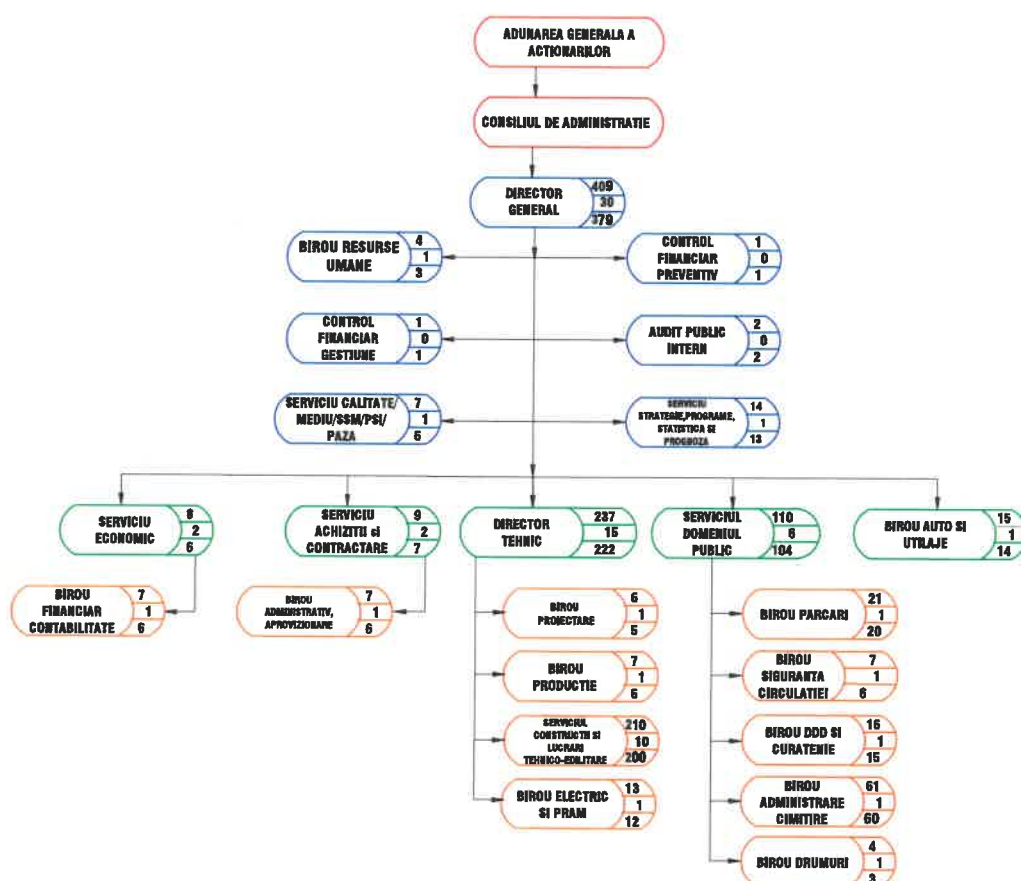 ADUNAREA GENERALA A
ACTIONARILOR
CONSILIUL DE ADMINISTRATIE
DIRECTOR
GENERAL
409
30
379
BIROU RESURSE
UMANE
4
1
3
CONTROL
FINANCIAR
PREVENTIV
1
0
1
CONTROL
FINANCIAR
GESTIUNE
1
0
1
AUDIT PUBLIC
INTERN
2
0
2
SERVICIU CALITATE/
MEDIU/SSM/PSI/
PAZA
7
1
SERVICIU
STRATEGIE,PROGRAME,
STATISTICA SI
PROGNOZA
14
1
13
SERVICIU
ECONOMIC
8
2
6
SERVICIU
ACHIZITII si
CONTRACTARE
9
2
7
DIRECTOR
TEHNIC
237
15
222
SERVICIUL
DOMENIUL
PUBLIC
110
6
104
BIROU AUTO SI
UTILAJE
15
1
14
BIROU
FINANCIAR
CONTABILITATE
7
1
6
BIROU
ADMINISTRATIV,
APROVIZIONARE
7
1
6
BIROU
PROIECTARE
6
1
5
BIROU
PRODUCTIE
7
1
6
SERVICIUL
CONSTRUCTII SI
LUCRARI
TEHNICO-EDILITARE
210
10
200
BIROU ELECTRIC
SI PRAM
13
1
12
BIROU PARCARI
21
1
20
BIROU
SIGURANTA
CIRCULATIEI
7
1
6
BIROU DDD SI
CURATENIE
16
1
15
BIROU
ADMINISTRARE
CIMITIRE
61
1
60
BIROU DRUMURI
4
1
3